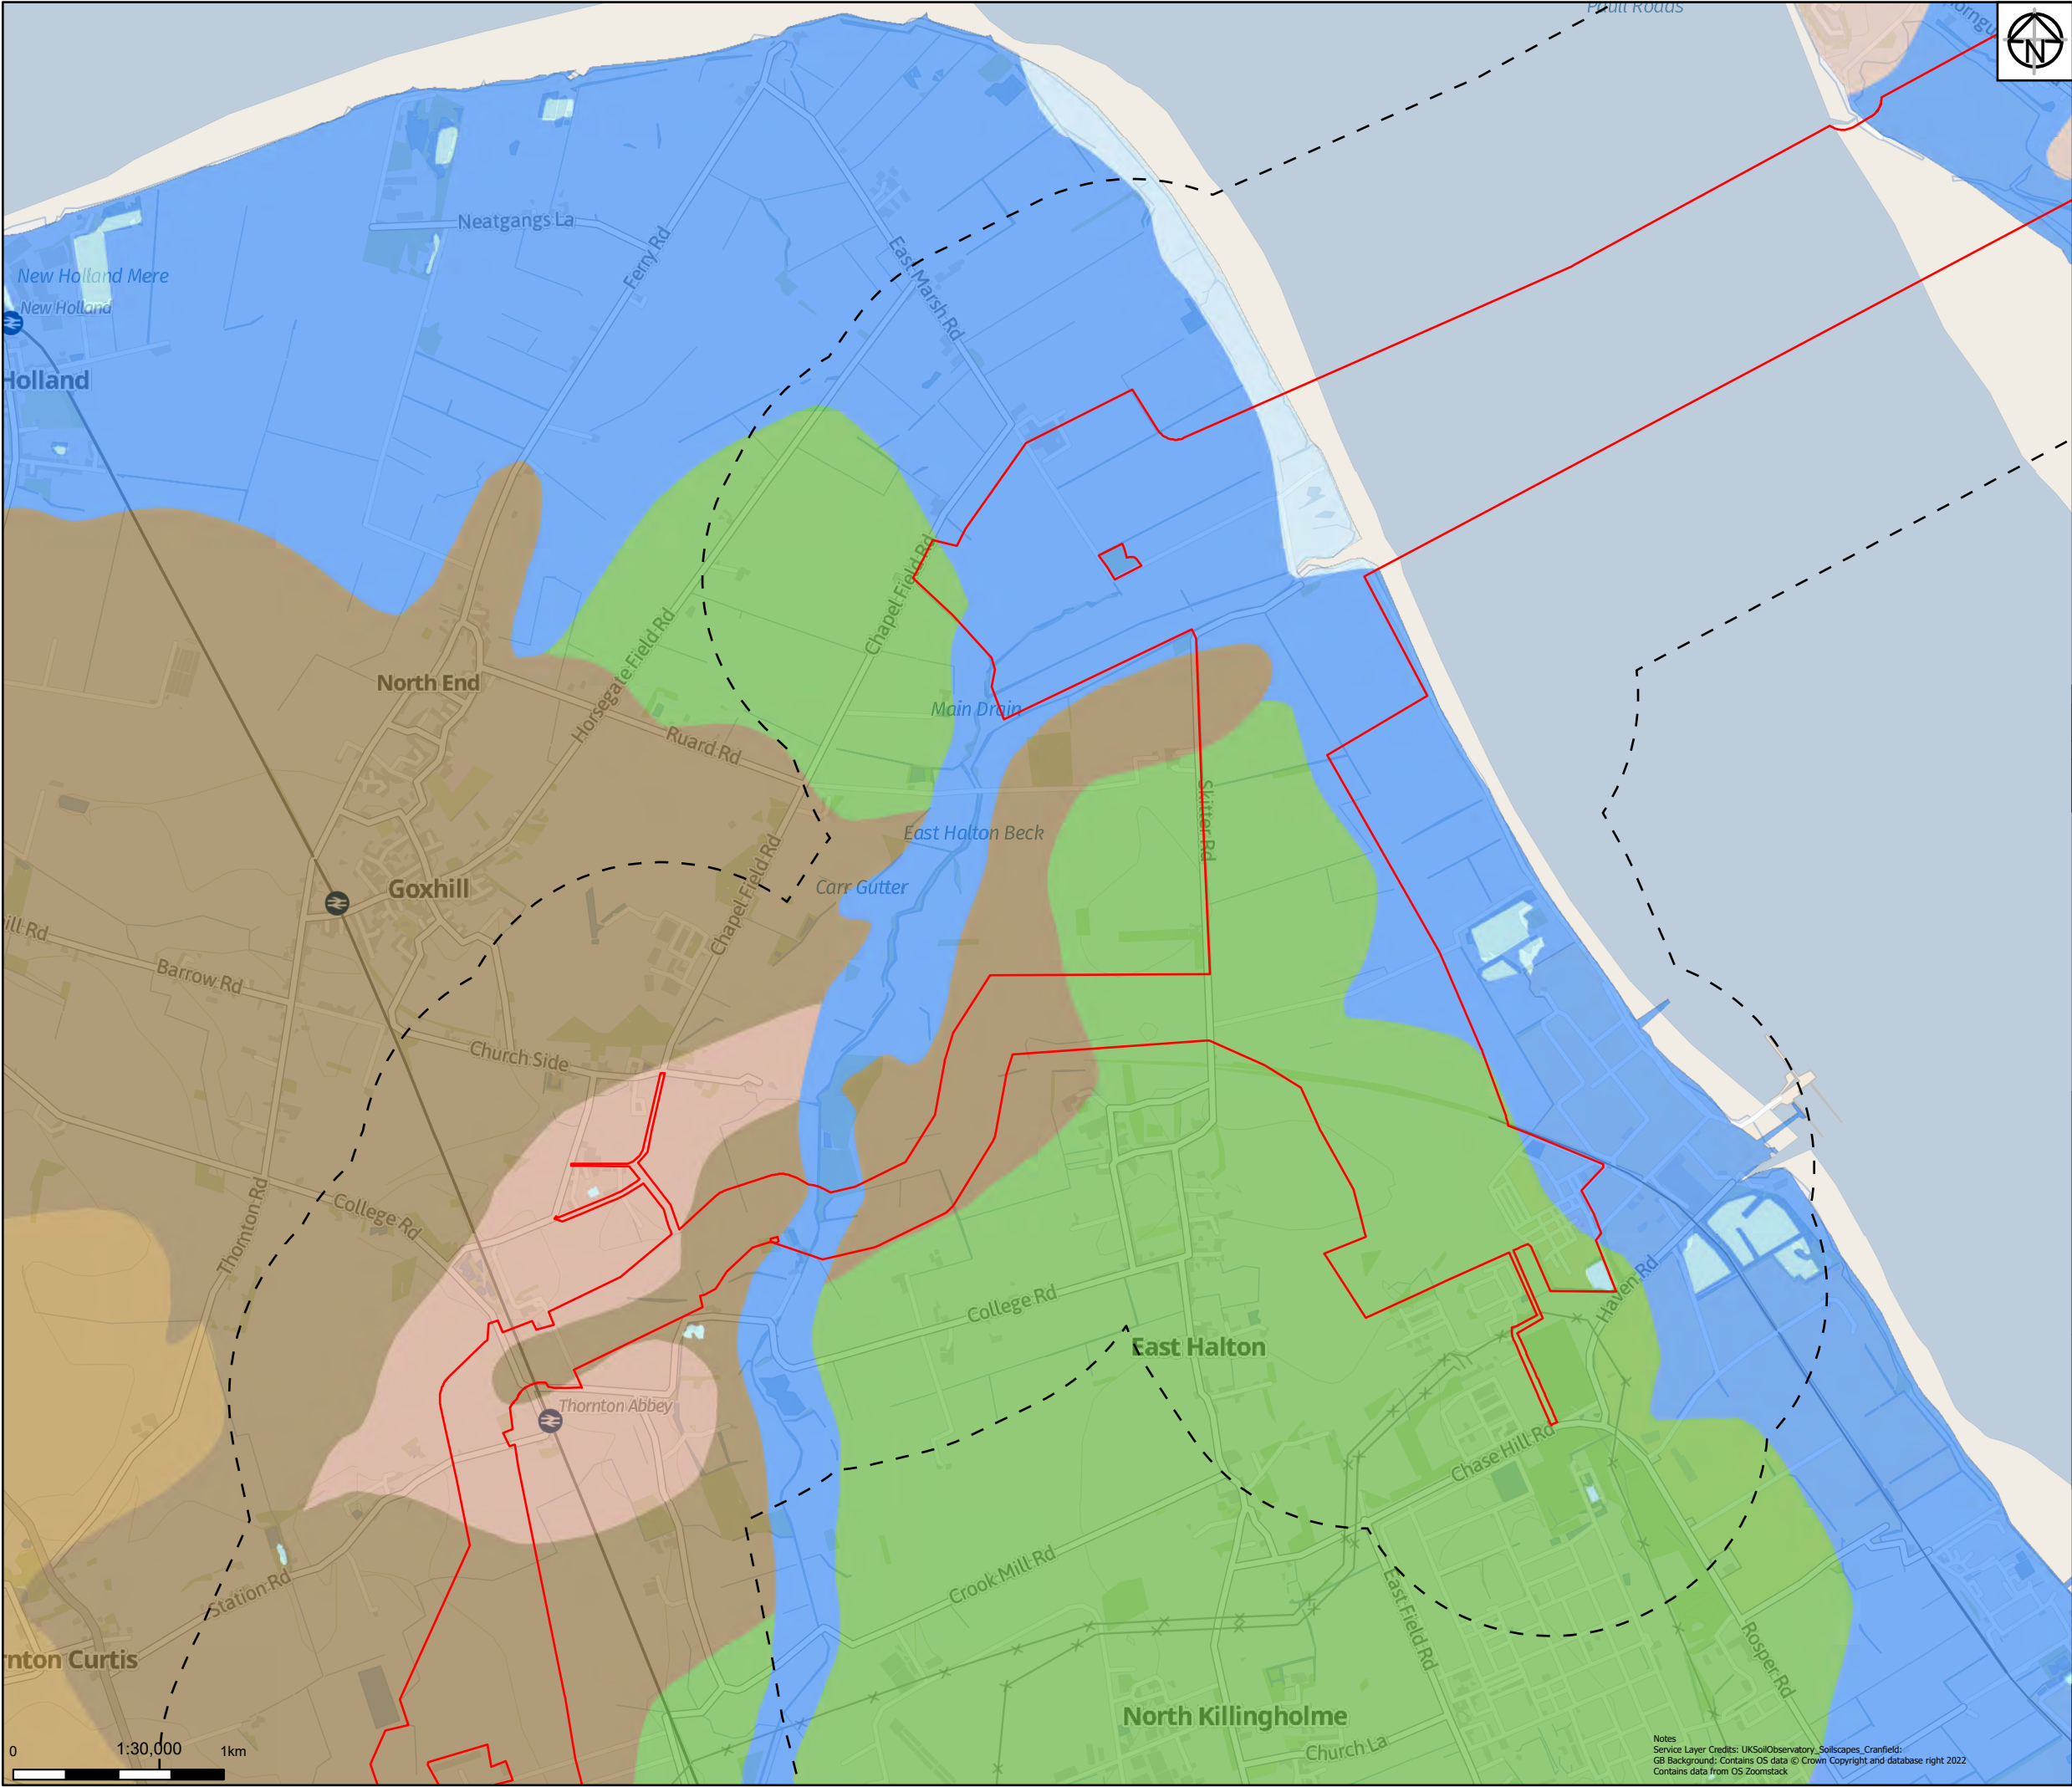 Paull Roads
N
Neatgangs La
Ferry Rd
East Marsh Rd
New Holland Mere
New Holland
Holland
Chapel Field Rd
Horsegate Field Rd
North End
Main Drain
Ruard Rd
Skitter Rd
East Halton Beck
Chapel Field Rd
Carr Gutter
Goxhill
ill Rd
Barrow Rd
Church Side
College Rd
Thornton Rd
Haven Rd
College Rd
East Halton
Thornton Abbey
Chase Hill Rd
Crook Mill Rd
East Field Rd
Station Rd
rnton Curtis
Rosper Rd
North Killingholme
Church La
0 1:30,000 1km
Notes
Service Layer Credits: UKSoilObservatory_Soilscapes_Cranfield:
GB Background: Contains OS data © Crown Copyright and database right 2022
Contains data from OS Zoomstack